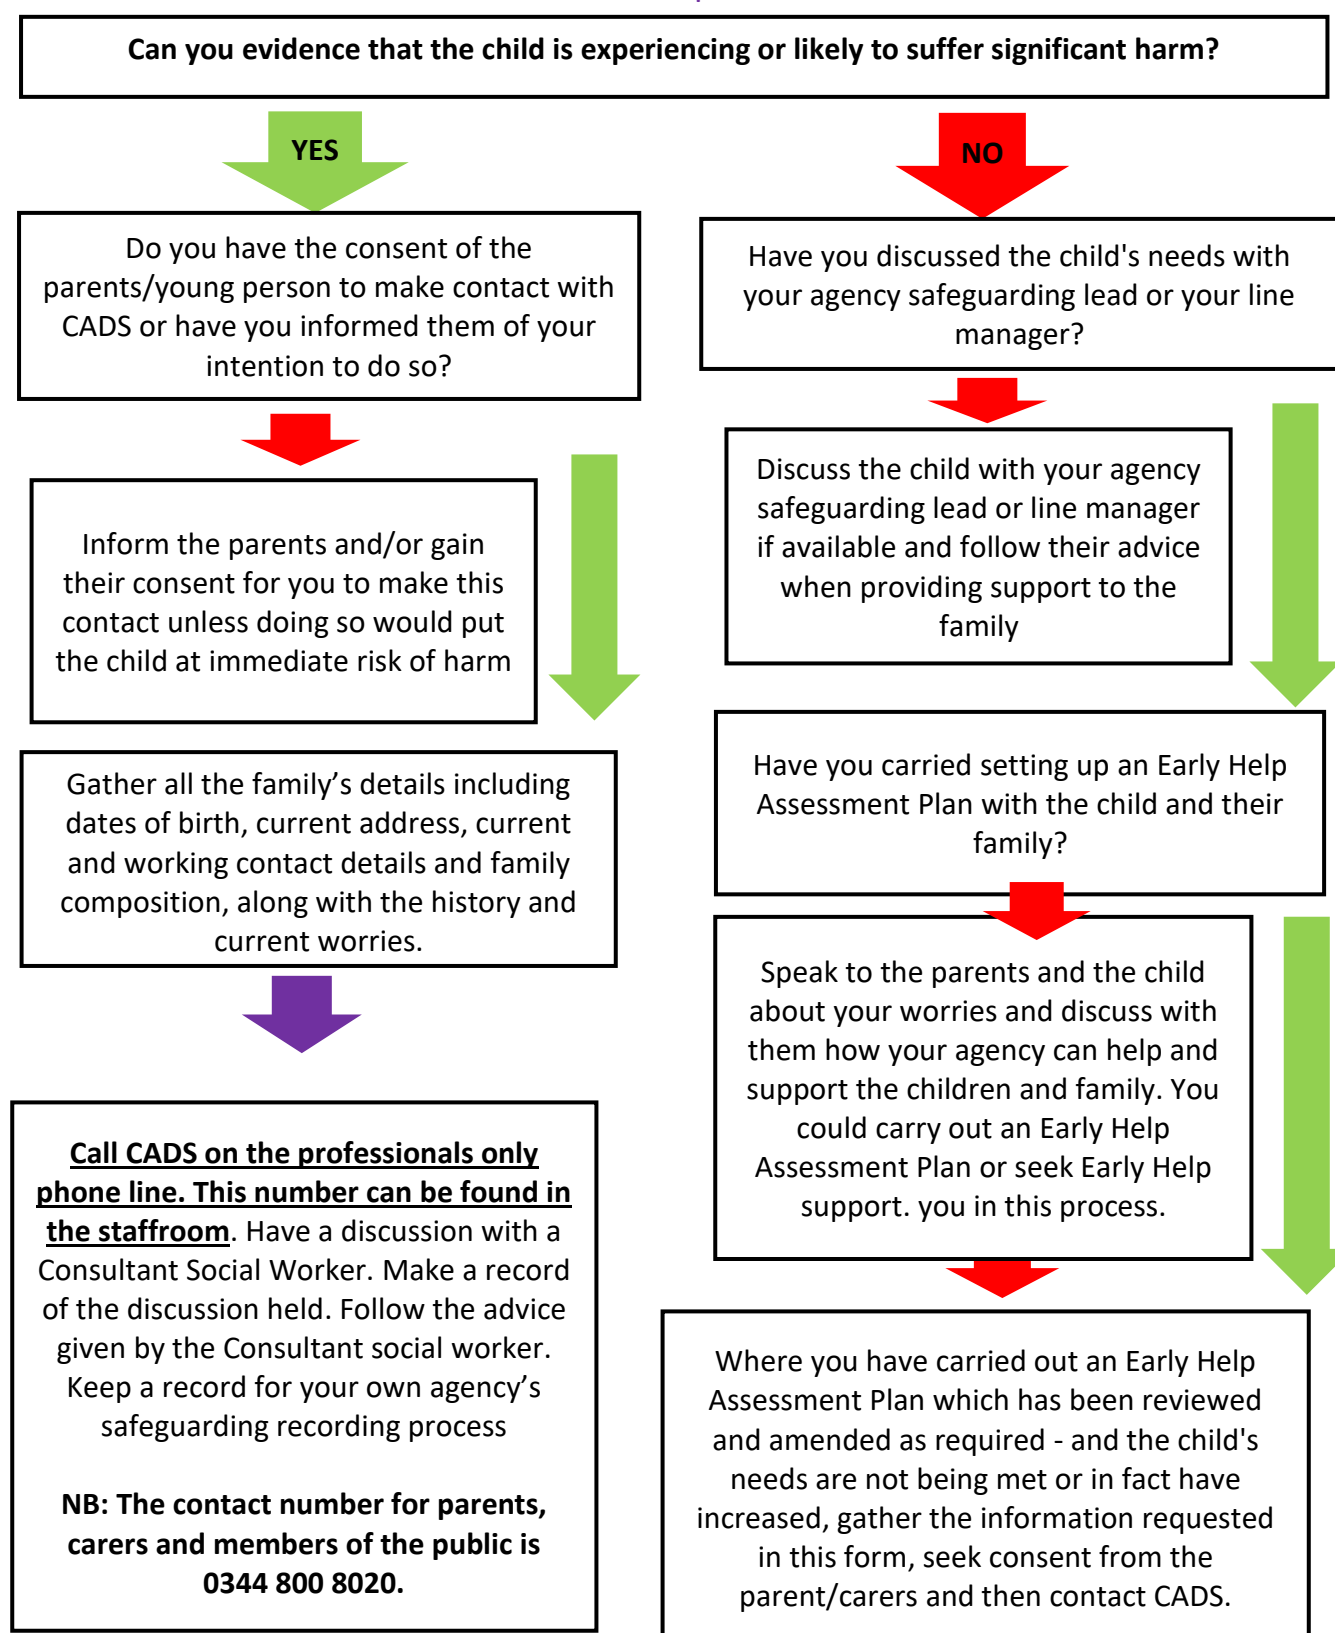 Can you evidence that the child is experiencing or likely to suffer significant harm?
YES
NO
Do you have the consent of the
parents/young person to make contact with
CADS or have you informed them of your
intention to do so?
Inform the parents and/or gain
their consent for you to make this
contact unless doing so would put
the child at immediate risk of harm
Gather all the family’s details including
dates of birth, current address, current
and working contact details and family
composition, along with the history and
current worries.
Call CADS on the professionals only
phone line. This number can be found in
the staffroom. Have a discussion with a
Consultant Social Worker. Make a record
of the discussion held. Follow the advice
given by the Consultant social worker.
Keep a record for your own agency’s
safeguarding recording process
NB: The contact number for parents,
carers and members of the public is
0344 800 8020.
Have you discussed the child's needs with
your agency safeguarding lead or your line
manager?
Discuss the child with your agency
safeguarding lead or line manager
if available and follow their advice
when providing support to the
family
Have you carried setting up an Early Help
Assessment Plan with the child and their
family?
Speak to the parents and the child
about your worries and discuss with
them how your agency can help and
support the children and family. You
could carry out an Early Help
Assessment Plan or seek Early Help
support. you in this process.
Where you have carried out an Early Help
Assessment Plan which has been reviewed
and amended as required - and the child's
needs are not being met or in fact have
increased, gather the information requested
in this form, seek consent from the
parent/carers and then contact CADS.